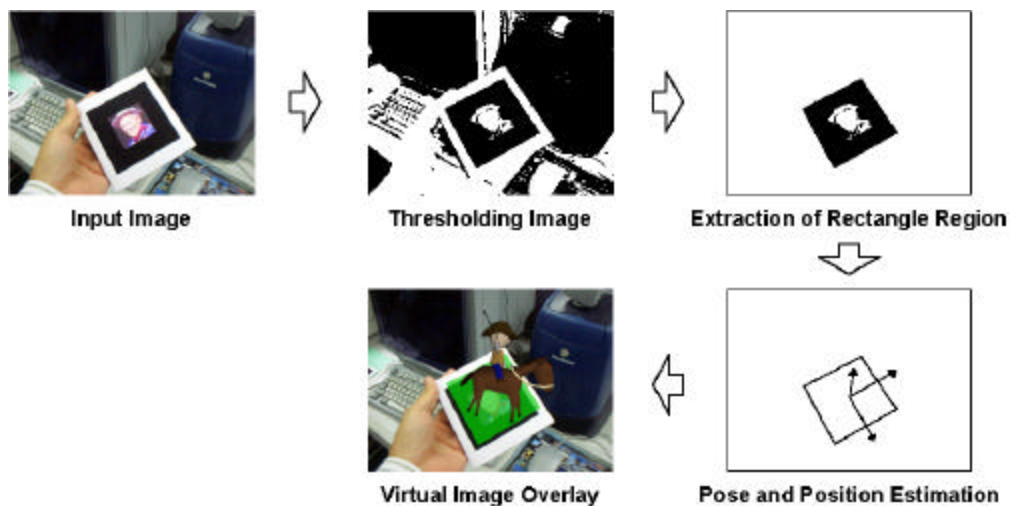 Input Image
Thresholding Image
Extraction of Rectangle Region
Virtual Image Overlay
Pose and Position Estimation